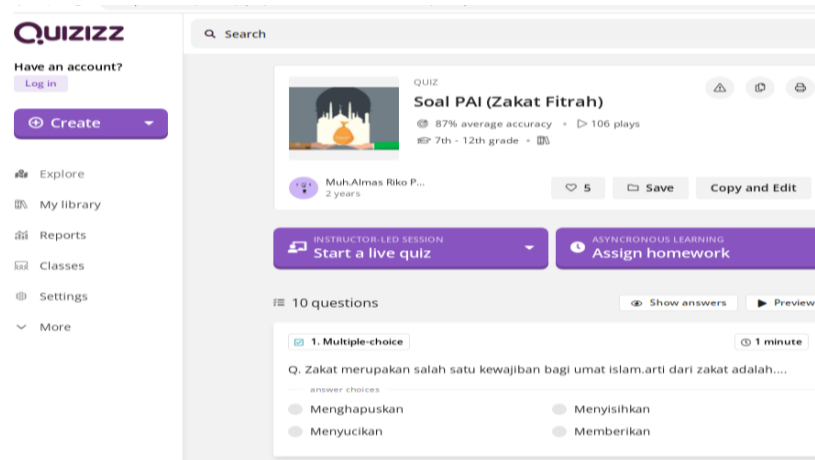 QUIZIZZ
Search
Have an account?
Log in
Create
Explore
My library
Reports
Classes
Settings
More
QUIZ
Soal PAI (Zakat Fitrah)
87% average accuracy • 106 plays
7th - 12th grade •
Muh.Almas Riko P...
2 years
5
Save
Copy and Edit
INSTRUCTOR-LED SESSION
Start a live quiz
ASYNCRONOUS LEARNING
Assign homework
10 questions
Show answers
Preview
1. Multiple-choice
1 minute
Q. Zakat merupakan salah satu kewajiban bagi umat islam.arti dari zakat adalah....
answer choices
Menghapuskan
Menyisihkan
Menyucikan
Memberikan